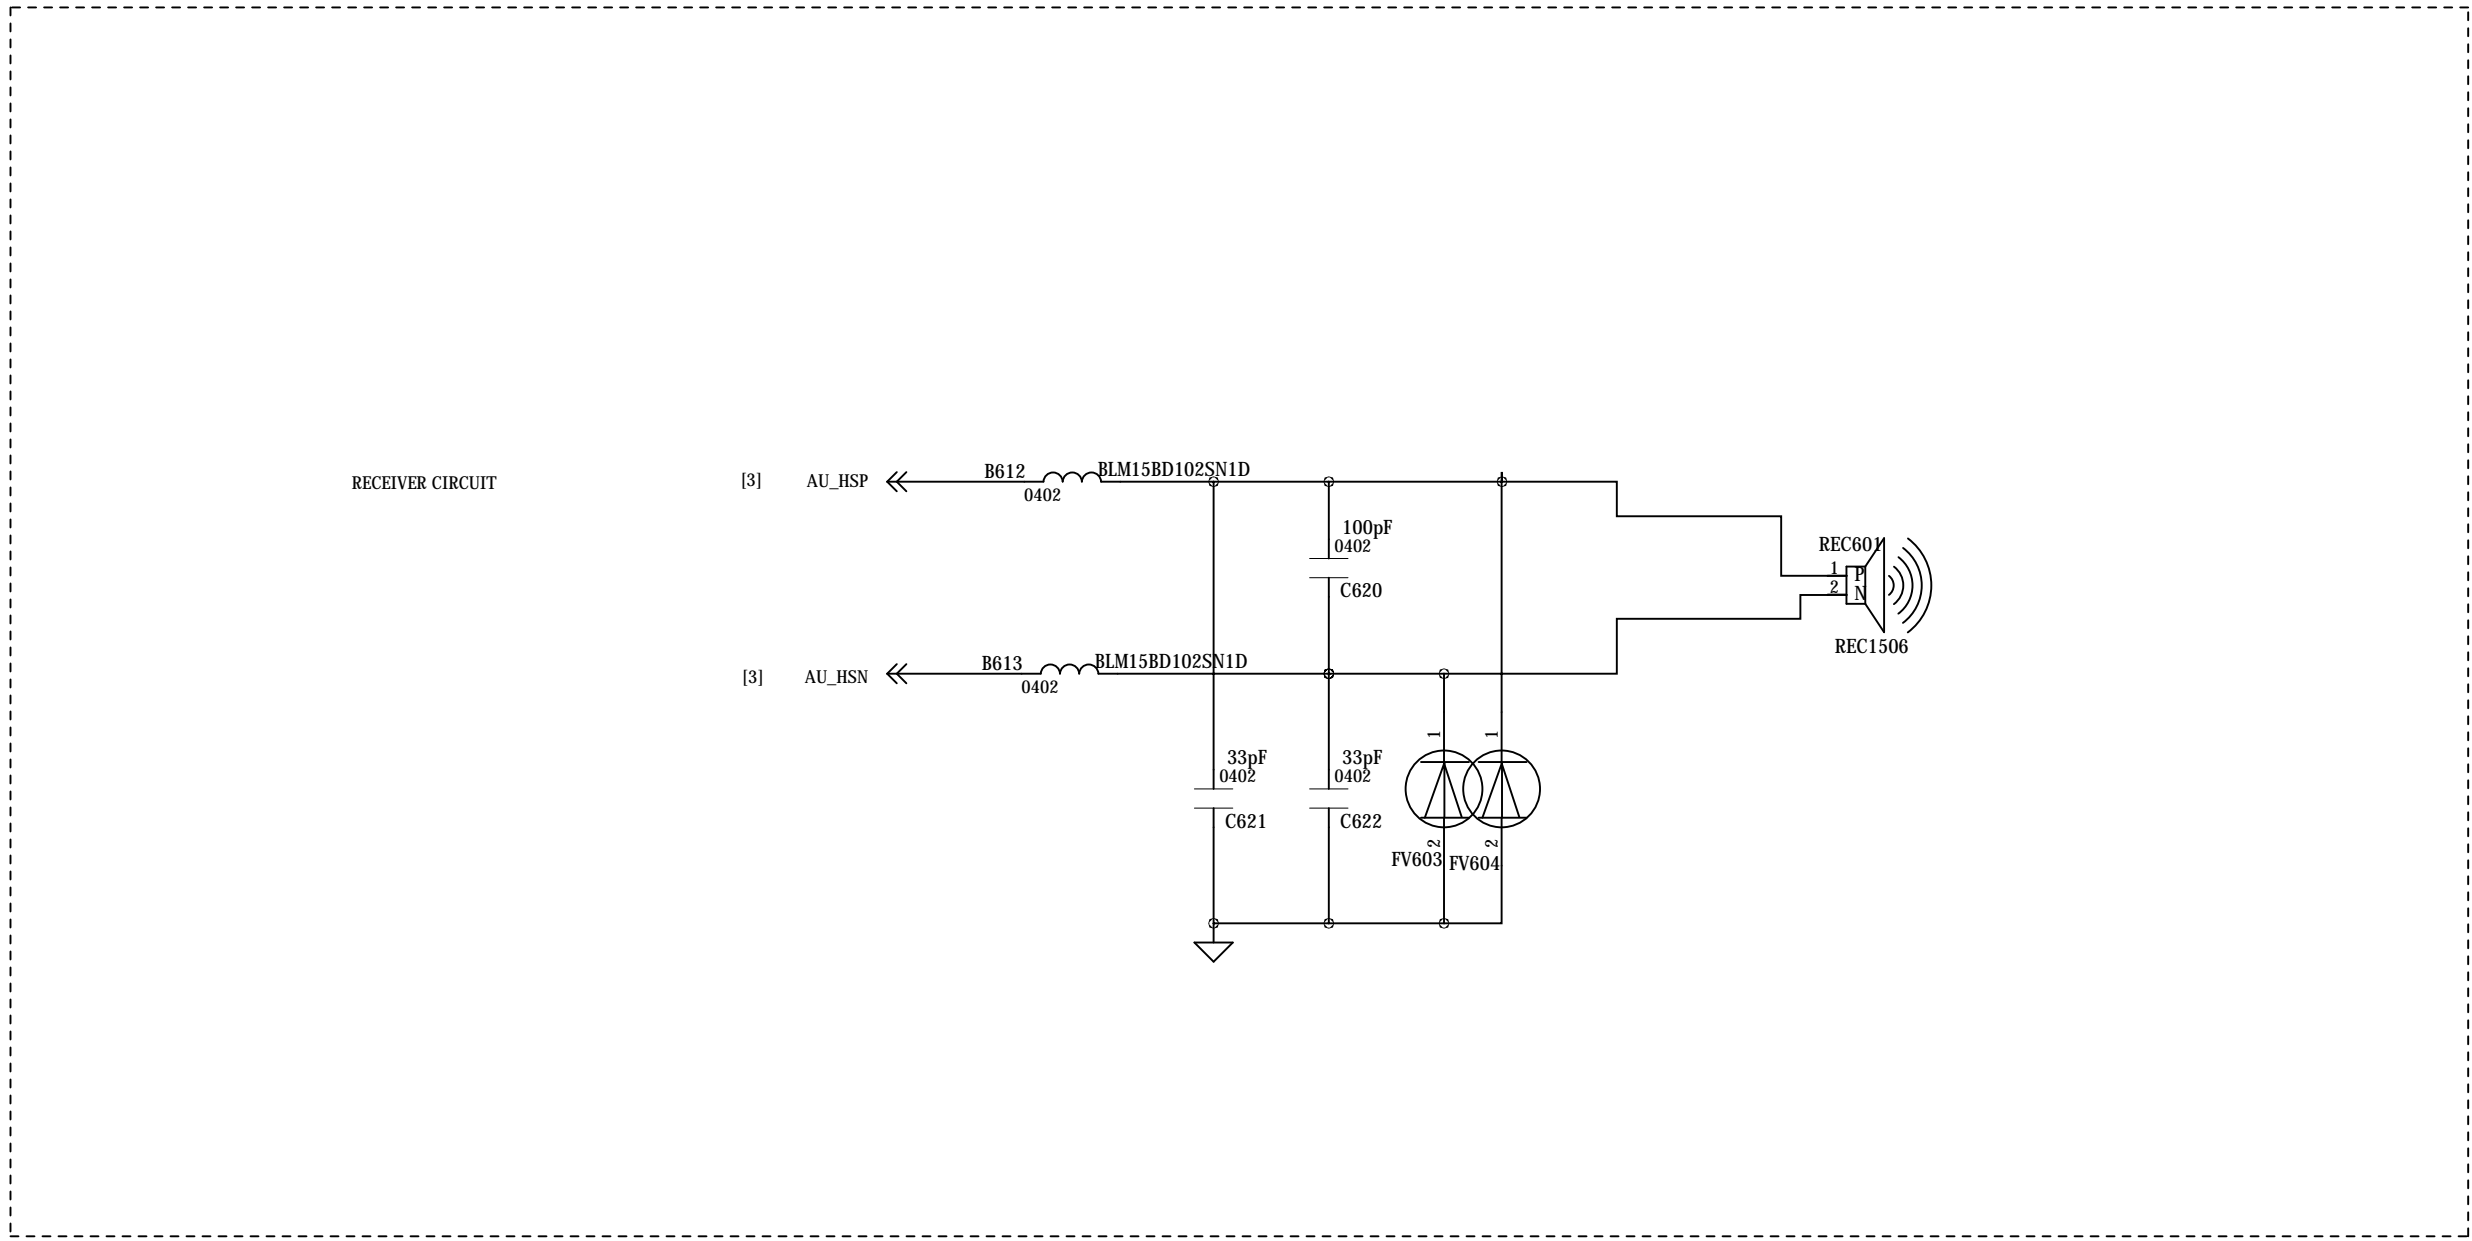 RECEIVER CIRCUIT
[3] AU_HSP
B612
BLM15BD102SN1D
0402
100pF
0402
C620
REC601
1 P
2 N
REC1506
[3] AU_HSN
B613
BLM15BD102SN1D
0402
33pF
0402
C621
33pF
0402
C622
1
2
FV603
1
2
FV604